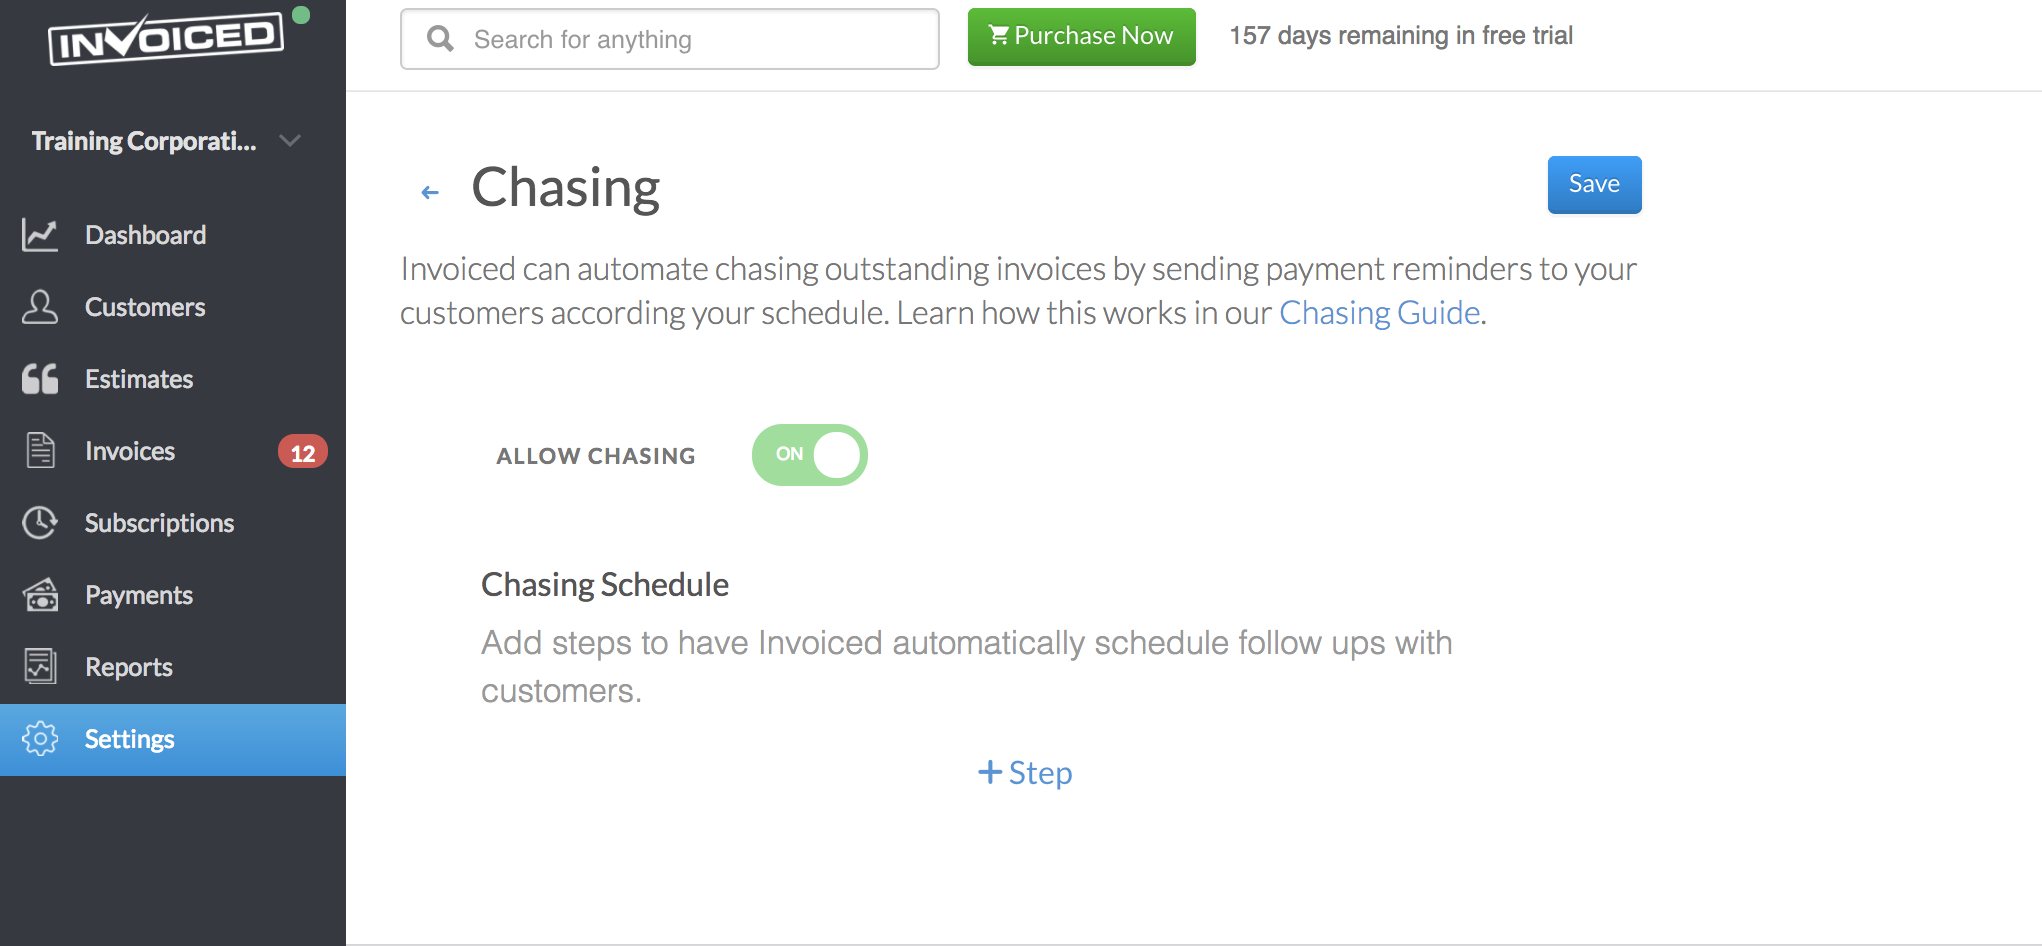 INVOICED
Search for anything
Purchase Now
157 days remaining in free trial
Training Corporati...
Dashboard
Customers
Estimates
Invoices
12
Subscriptions
Payments
Reports
Settings
Chasing
Save
Invoiced can automate chasing outstanding invoices by sending payment reminders to your
customers according your schedule. Learn how this works in our Chasing Guide.
ALLOW CHASING
ON
Chasing Schedule
Add steps to have Invoiced automatically schedule follow ups with
customers.
+ Step